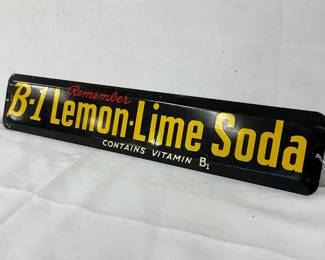 Remember
B-1 Lemon-Lime Soda
CONTAINS VITAMIN B₁